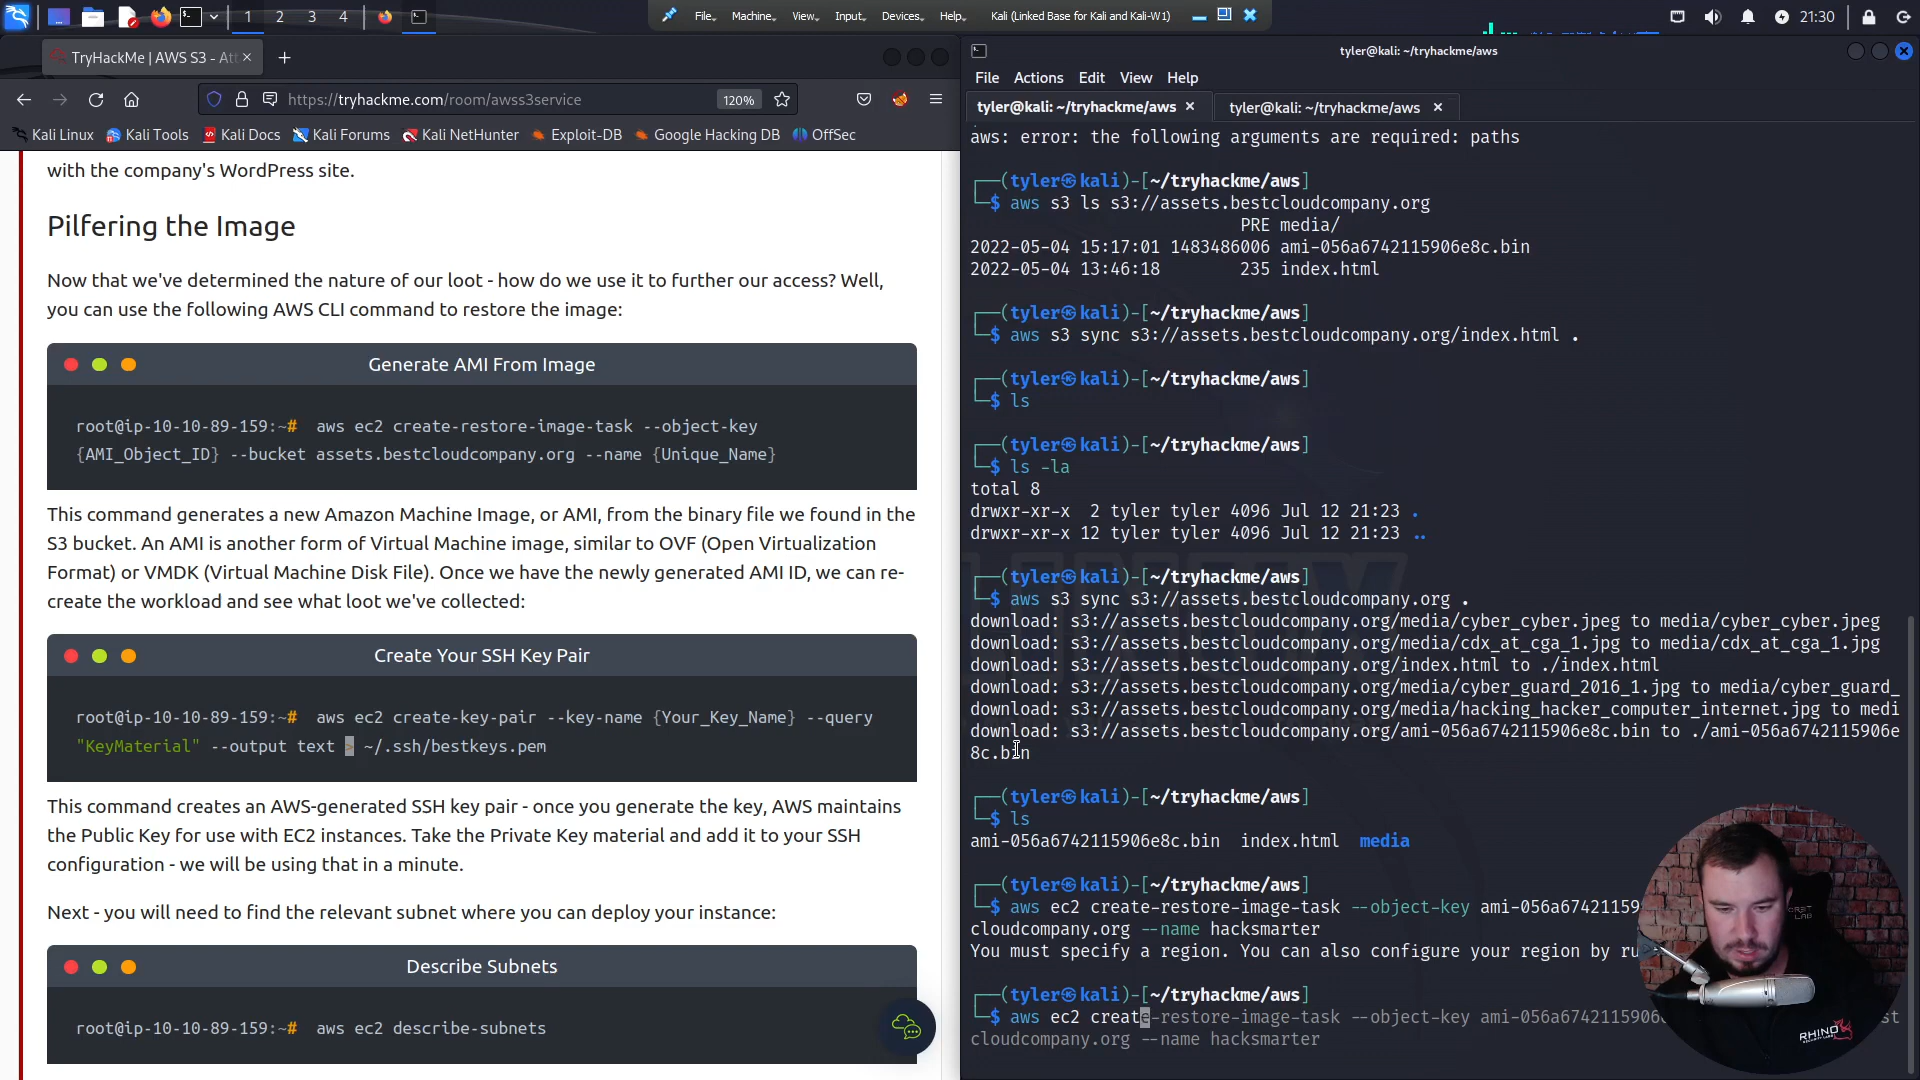 File, Machine, View, Input, Devices, Help, Kali (Linked Base for Kali and Kali-W1)
1 2 3 4
21:30
TryHackMe | AWS S3 - Att
https://tryhackme.com/room/awss3service
120%
Kali Linux Kali Tools Kali Docs Kali Forums Kali NetHunter Exploit-DB Google Hacking DB OffSec
with the company's WordPress site.
Pilfering the Image
Now that we've determined the nature of our loot - how do we use it to further our access? Well,
you can use the following AWS CLI command to restore the image:
Generate AMI From Image
root@ip-10-10-89-159:~# aws ec2 create-restore-image-task --object-key
{AMI_Object_ID} --bucket assets.bestcloudcompany.org --name {Unique_Name}
This command generates a new Amazon Machine Image, or AMI, from the binary file we found in the
S3 bucket. An AMI is another form of Virtual Machine image, similar to OVF (Open Virtualization
Format) or VMDK (Virtual Machine Disk File). Once we have the newly generated AMI ID, we can re-
create the workload and see what loot we've collected:
Create Your SSH Key Pair
root@ip-10-10-89-159:~# aws ec2 create-key-pair --key-name {Your_Key_Name} --query
"KeyMaterial" --output text > ~/.ssh/bestkeys.pem
This command creates an AWS-generated SSH key pair - once you generate the key, AWS maintains
the Public Key for use with EC2 instances. Take the Private Key material and add it to your SSH
configuration - we will be using that in a minute.
Next - you will need to find the relevant subnet where you can deploy your instance:
Describe Subnets
root@ip-10-10-89-159:~# aws ec2 describe-subnets
tyler@kali: ~/tryhackme/aws
File Actions Edit View Help
tyler@kali: ~/tryhackme/aws tyler@kali: ~/tryhackme/aws
aws: error: the following arguments are required: paths
┌──(tyler㉿kali)-[~/tryhackme/aws]
└─$ aws s3 ls s3://assets.bestcloudcompany.org
PRE media/
2022-05-04 15:17:01 1483486006 ami-056a6742115906e8c.bin
2022-05-04 13:46:18 235 index.html
┌──(tyler㉿kali)-[~/tryhackme/aws]
└─$ aws s3 sync s3://assets.bestcloudcompany.org/index.html .
┌──(tyler㉿kali)-[~/tryhackme/aws]
└─$ ls
┌──(tyler㉿kali)-[~/tryhackme/aws]
└─$ ls -la
total 8
drwxr-xr-x 2 tyler tyler 4096 Jul 12 21:23 .
drwxr-xr-x 12 tyler tyler 4096 Jul 12 21:23 ..
┌──(tyler㉿kali)-[~/tryhackme/aws]
└─$ aws s3 sync s3://assets.bestcloudcompany.org .
download: s3://assets.bestcloudcompany.org/media/cyber_cyber.jpeg to media/cyber_cyber.jpeg
download: s3://assets.bestcloudcompany.org/media/cdx_at_cga_1.jpg to media/cdx_at_cga_1.jpg
download: s3://assets.bestcloudcompany.org/index.html to ./index.html
download: s3://assets.bestcloudcompany.org/media/cyber_guard_2016_1.jpg to media/cyber_guard_
download: s3://assets.bestcloudcompany.org/media/hacking_hacker_computer_internet.jpg to medi
download: s3://assets.bestcloudcompany.org/ami-056a6742115906e8c.bin to ./ami-056a6742115906e
8c.bin
┌──(tyler㉿kali)-[~/tryhackme/aws]
└─$ ls
ami-056a6742115906e8c.bin index.html media
┌──(tyler㉿kali)-[~/tryhackme/aws]
└─$ aws ec2 create-restore-image-task --object-key ami-056a67421159
cloudcompany.org --name hacksmarter
You must specify a region. You can also configure your region by ru
┌──(tyler㉿kali)-[~/tryhackme/aws]
└─$ aws ec2 create-restore-image-task --object-key ami-056a6742115906 st
cloudcompany.org --name hacksmarter
RHINO